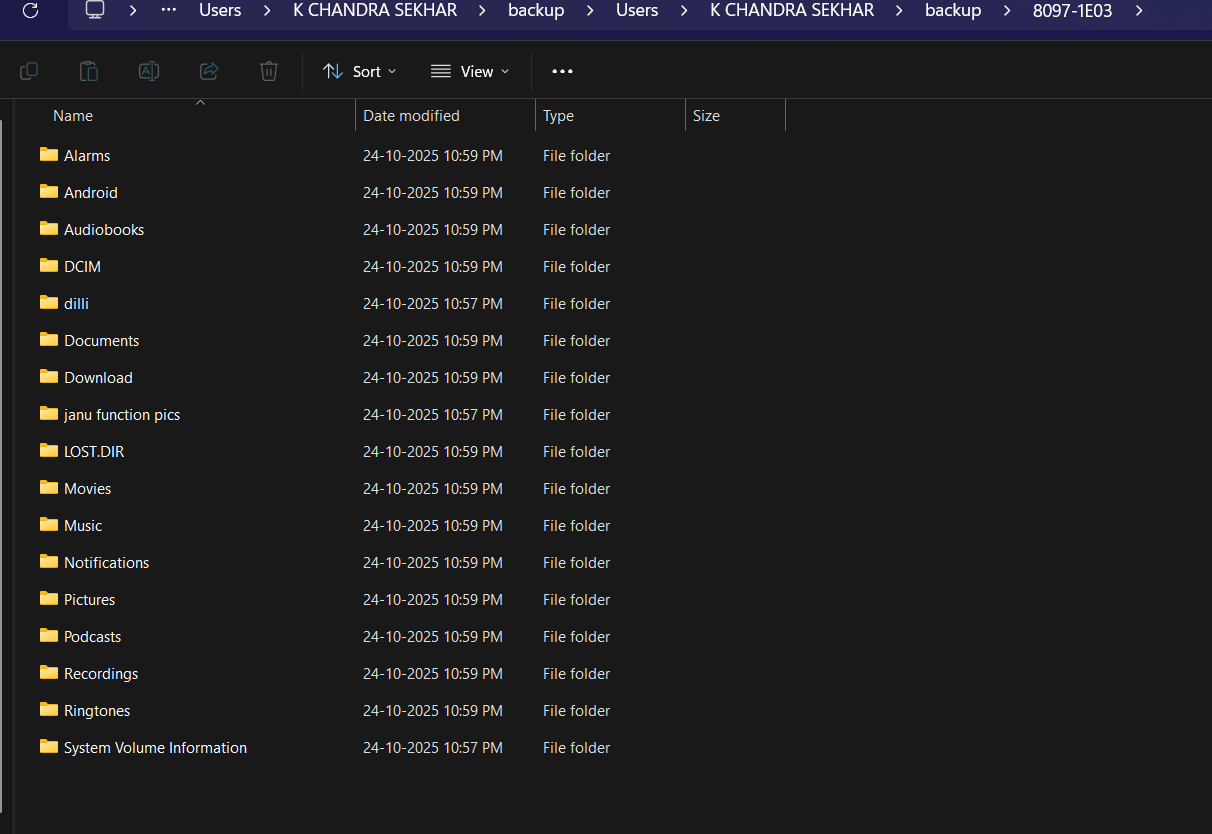 Users > K CHANDRA SEKHAR > backup > Users > K CHANDRA SEKHAR > backup > 8097-1E03 >
Sort View
Name Date modified Type Size
Alarms 24-10-2025 10:59 PM File folder
Android 24-10-2025 10:59 PM File folder
Audiobooks 24-10-2025 10:59 PM File folder
DCIM 24-10-2025 10:59 PM File folder
dilli 24-10-2025 10:57 PM File folder
Documents 24-10-2025 10:59 PM File folder
Download 24-10-2025 10:59 PM File folder
janu function pics 24-10-2025 10:57 PM File folder
LOST.DIR 24-10-2025 10:59 PM File folder
Movies 24-10-2025 10:59 PM File folder
Music 24-10-2025 10:59 PM File folder
Notifications 24-10-2025 10:59 PM File folder
Pictures 24-10-2025 10:59 PM File folder
Podcasts 24-10-2025 10:59 PM File folder
Recordings 24-10-2025 10:59 PM File folder
Ringtones 24-10-2025 10:59 PM File folder
System Volume Information 24-10-2025 10:57 PM File folder